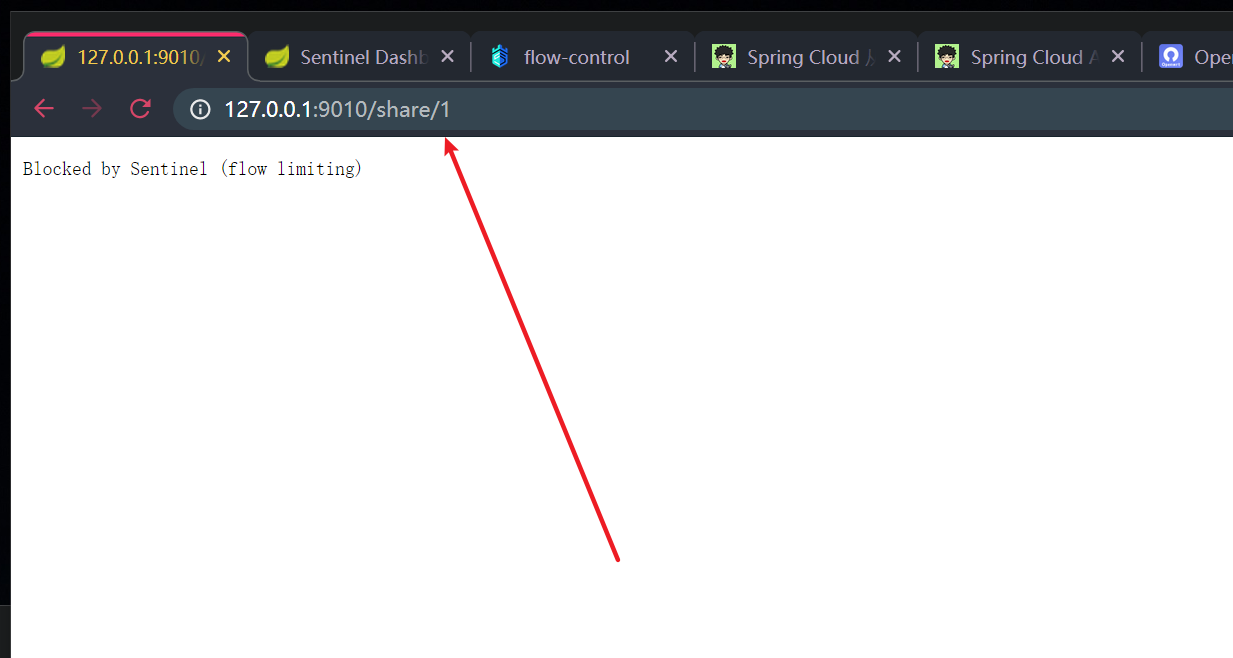 127.0.0.1:9010/
Sentinel Dashb
flow-control
Spring Cloud
Spring Cloud A
Ope
127.0.0.1:9010/share/1
Blocked by Sentinel (flow limiting)